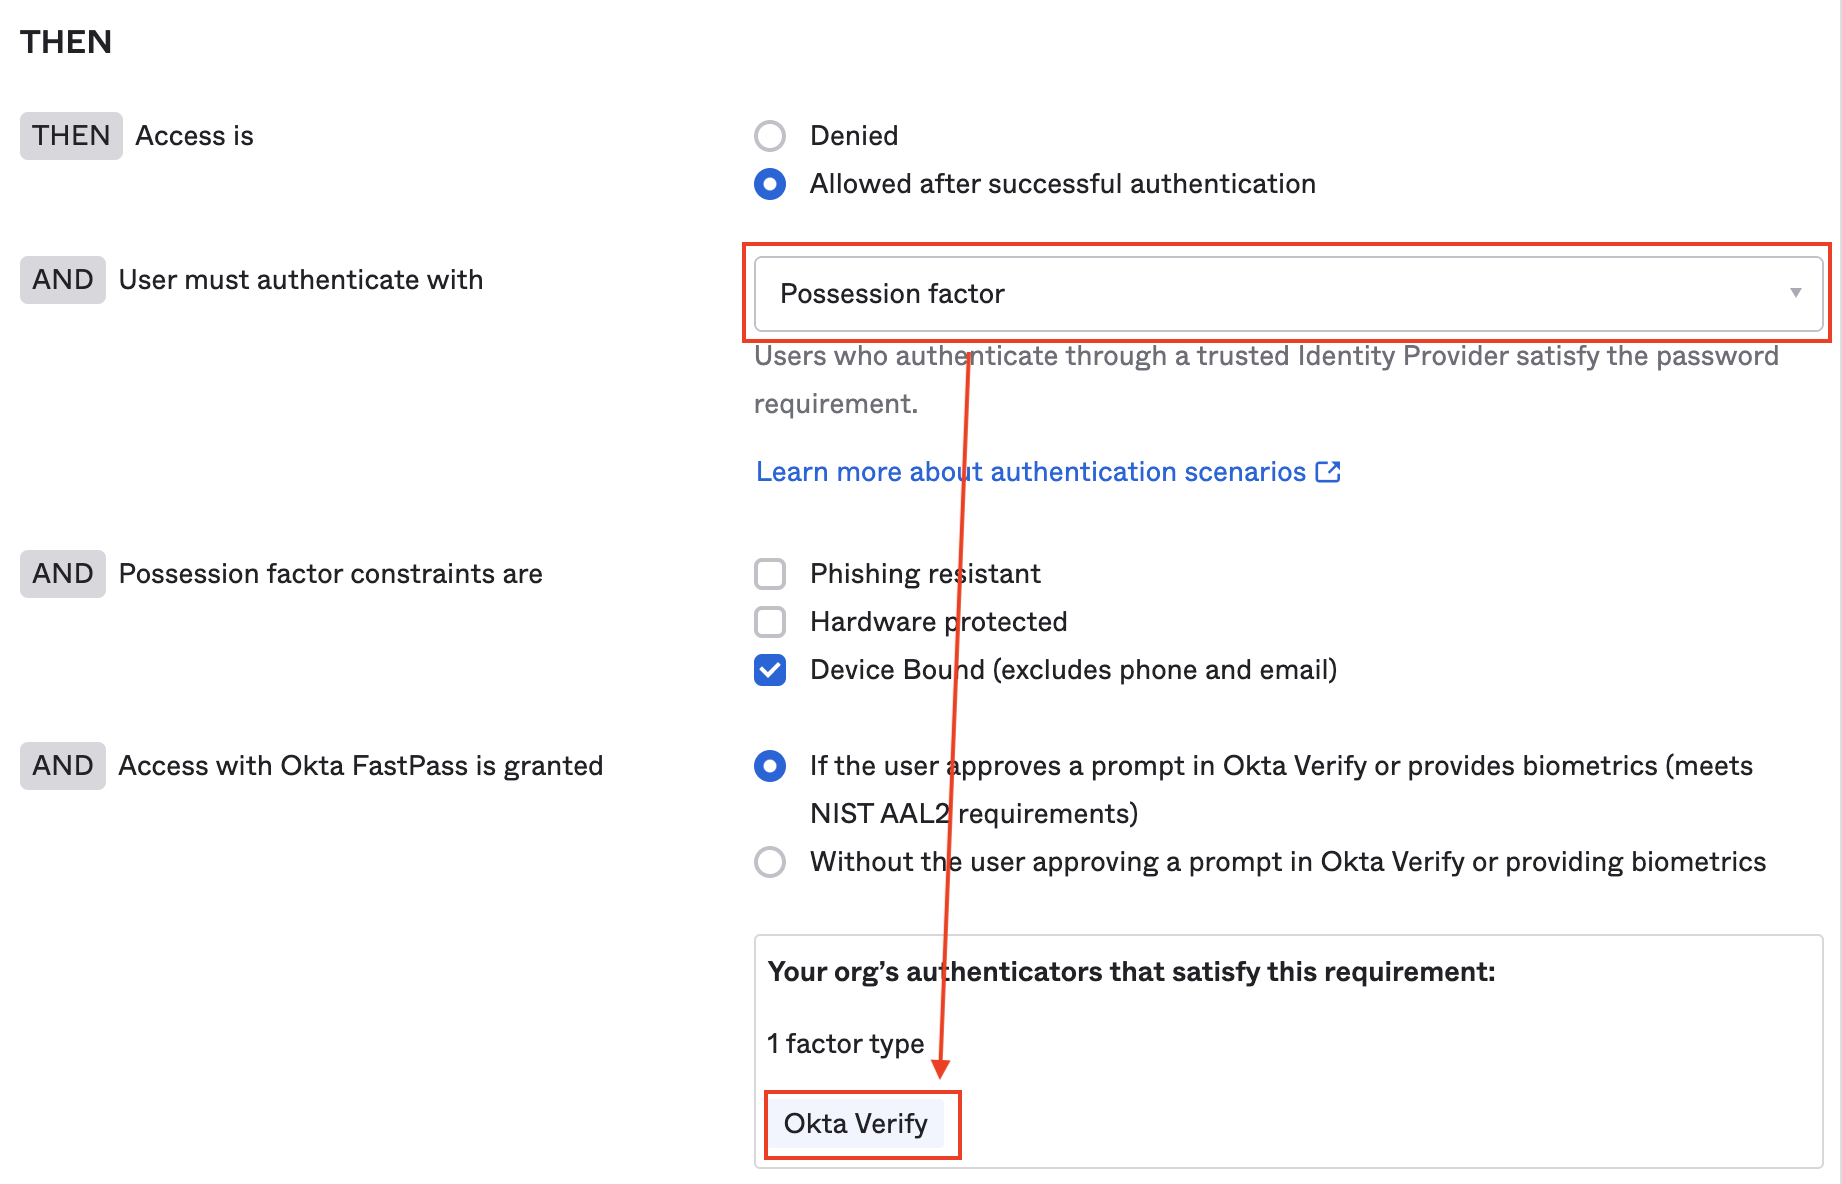 THEN
THEN Access is
Denied
Allowed after successful authentication
AND User must authenticate with
Possession factor
Users who authenticate through a trusted Identity Provider satisfy the password
requirement.
Learn more about authentication scenarios
AND Possession factor constraints are
Phishing resistant
Hardware protected
Device Bound (excludes phone and email)
AND Access with Okta FastPass is granted
If the user approves a prompt in Okta Verify or provides biometrics (meets
NIST AAL2 requirements)
Without the user approving a prompt in Okta Verify or providing biometrics
Your org’s authenticators that satisfy this requirement:
1 factor type
Okta Verify